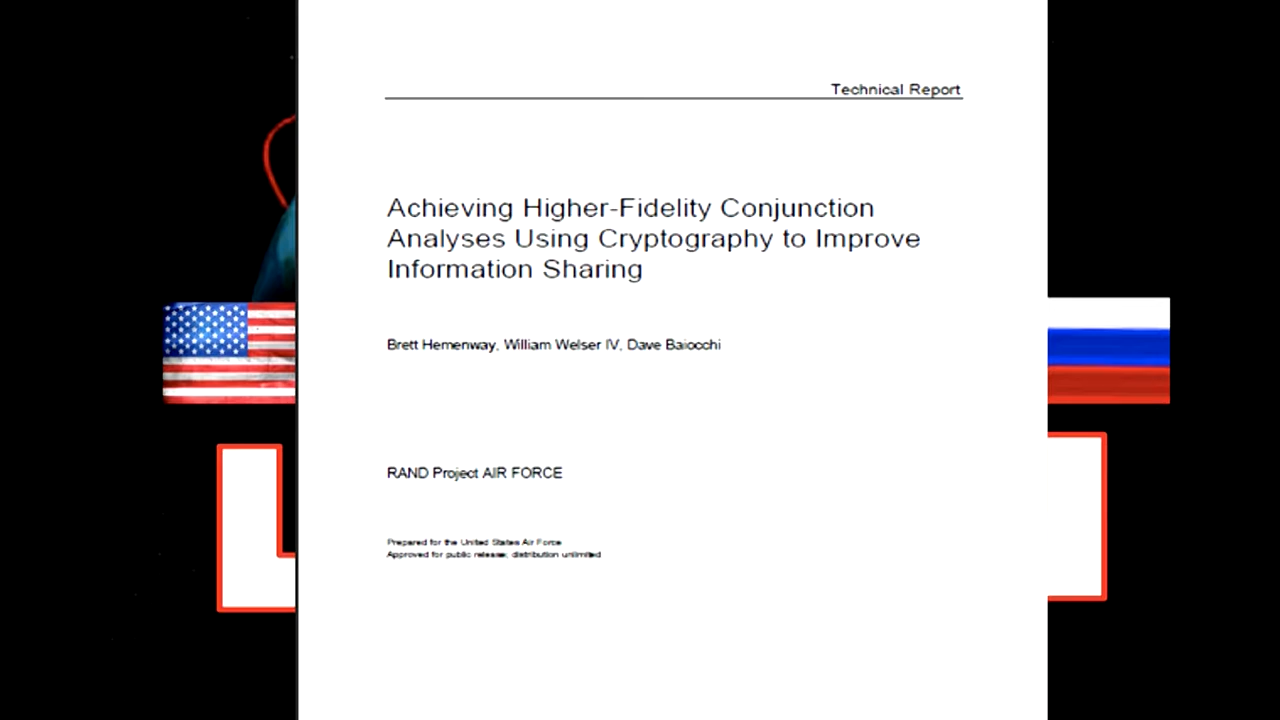 Technical Report
Achieving Higher-Fidelity Conjunction
Analyses Using Cryptography to Improve
Information Sharing
Brett Hemenway, William Welser IV, Dave Baiocchi
RAND Project AIR FORCE
Prepared for the United States Air Force
Approved for public release; distribution unlimited